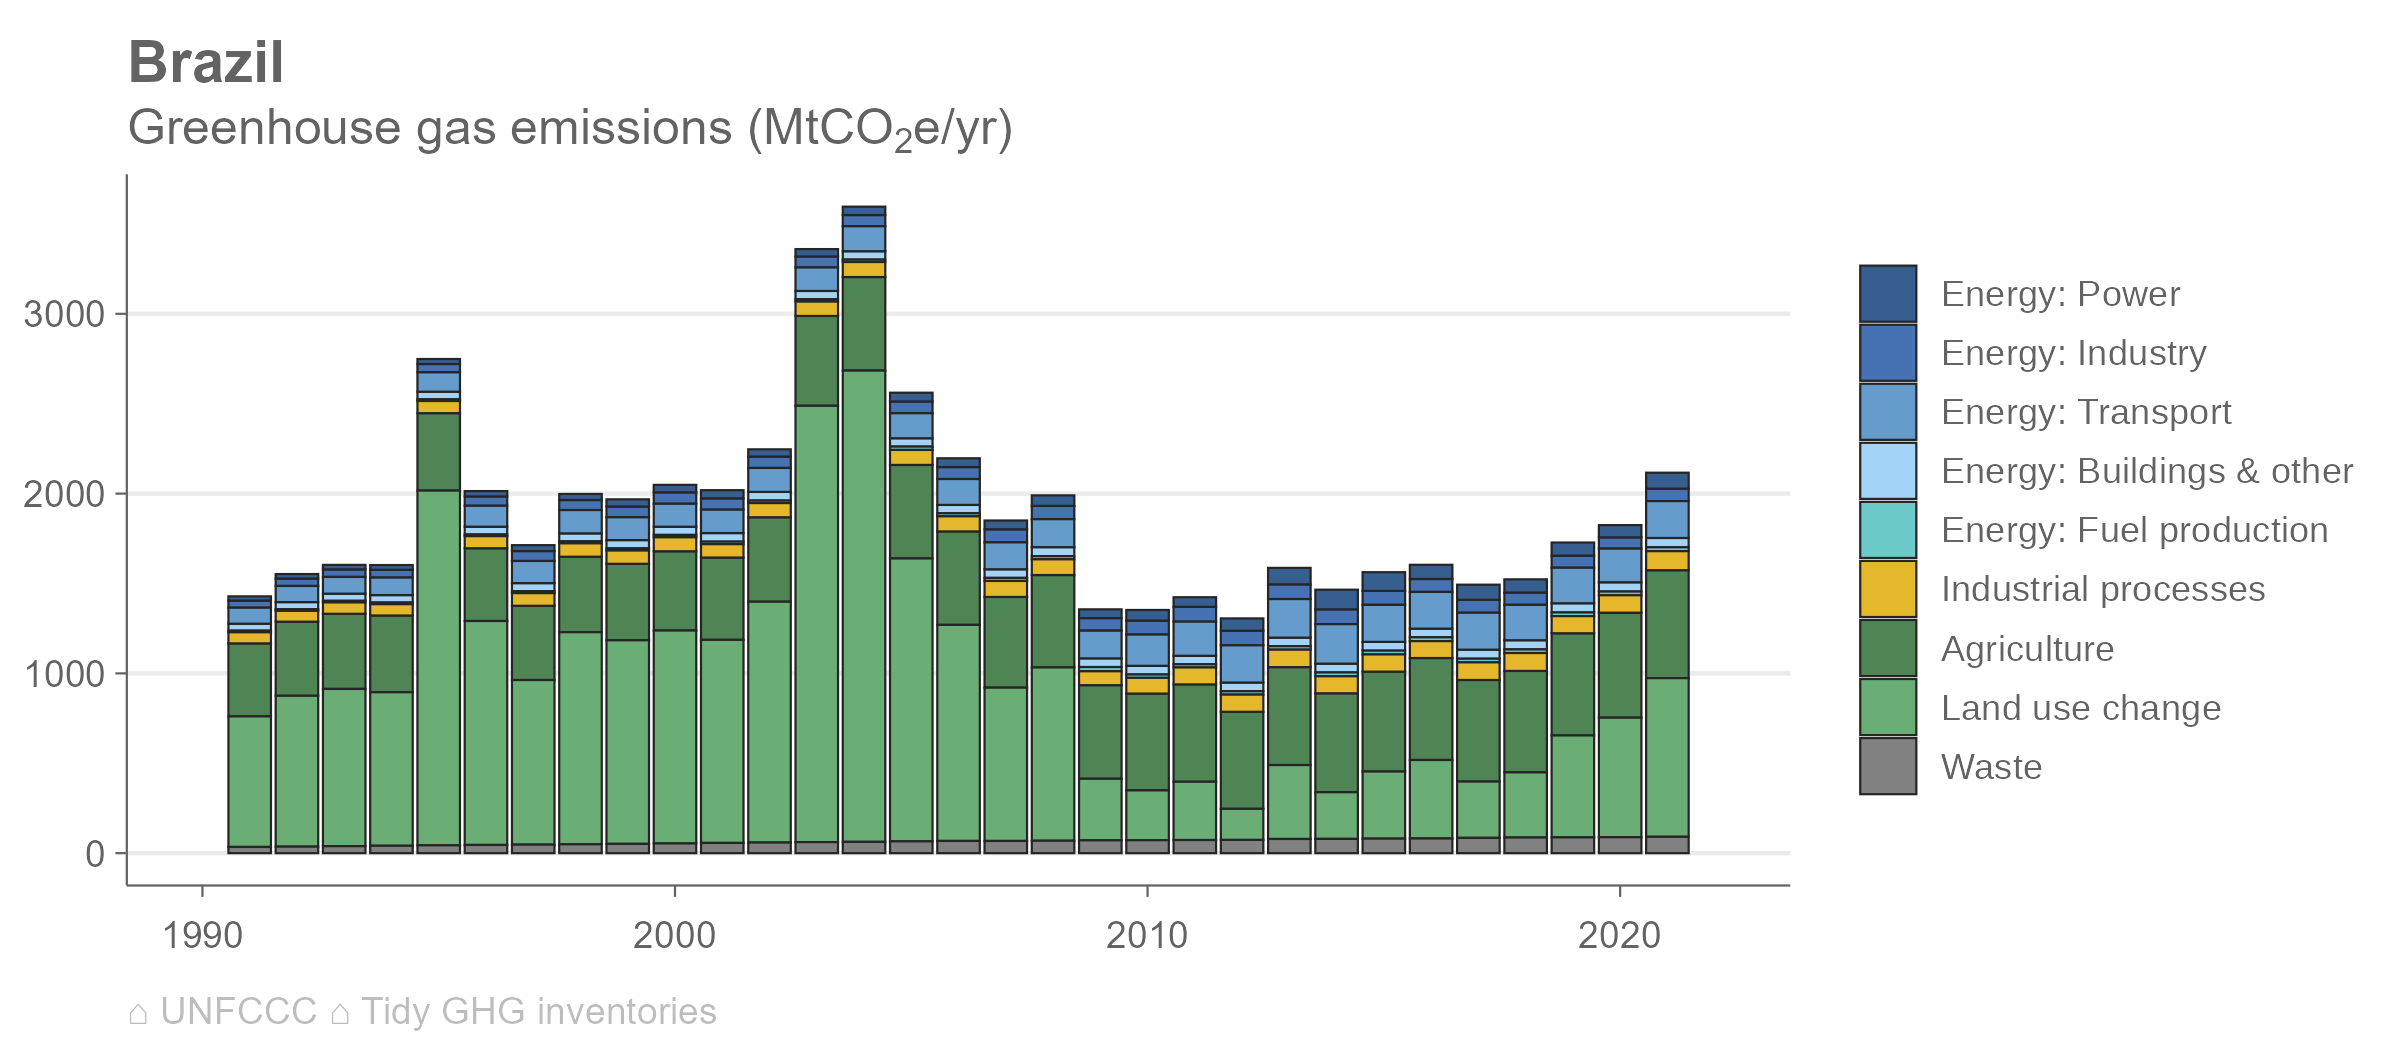 Brazil
Greenhouse gas emissions (MtCO₂e/yr)
3000
2000
1000
0
1990
2000
2010
2020
Energy: Power
Energy: Industry
Energy: Transport
Energy: Buildings & other
Energy: Fuel production
Industrial processes
Agriculture
Land use change
Waste
⌂ UNFCCC ⌂ Tidy GHG inventories